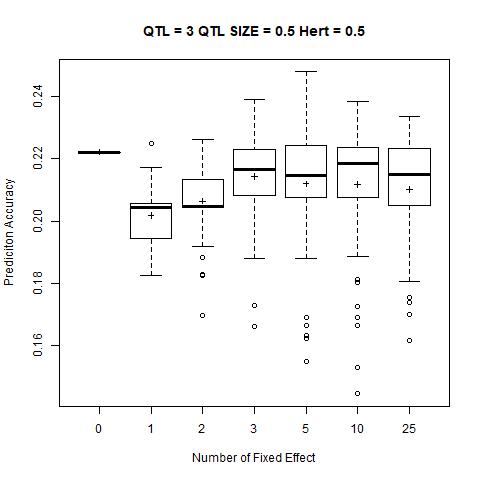 QTL = 3 QTL SIZE = 0.5 Hert = 0.5
0.24
0.22
0.20
0.18
0.16
Prediciton Accuracy
0 1 2 3 5 10 25
Number of Fixed Effect